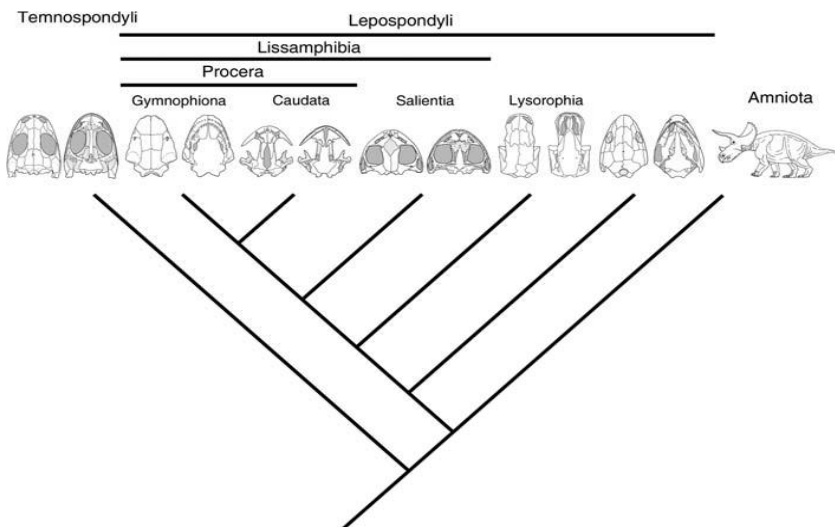 Temnospondyli
Lepospondyli
Lissamphibia
Procera
Gymnophiona
Caudata
Salientia
Lysorophia
Amniota